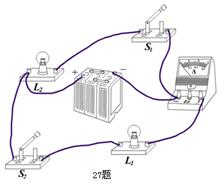 S₁
A
L₂
+
−
S₂
L₁
27题